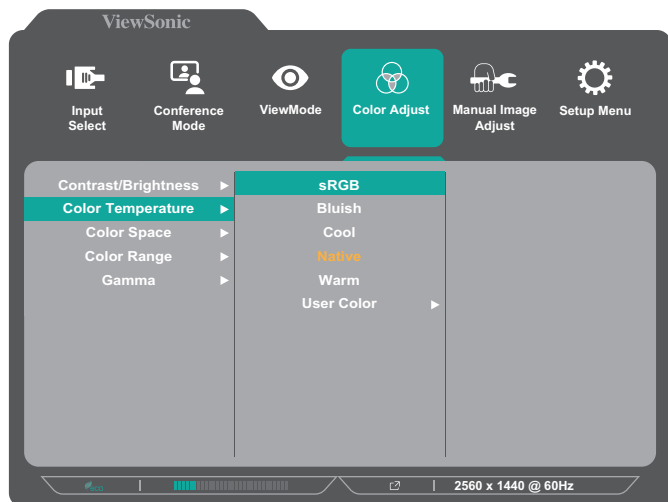 ViewSonic
Input Select
Conference Mode
ViewMode
Color Adjust
Manual Image Adjust
Setup Menu
Contrast/Brightness
Color Temperature
Color Space
Color Range
Gamma
sRGB
Bluish
Cool
Native
Warm
User Color
eco
2560 x 1440 @ 60Hz